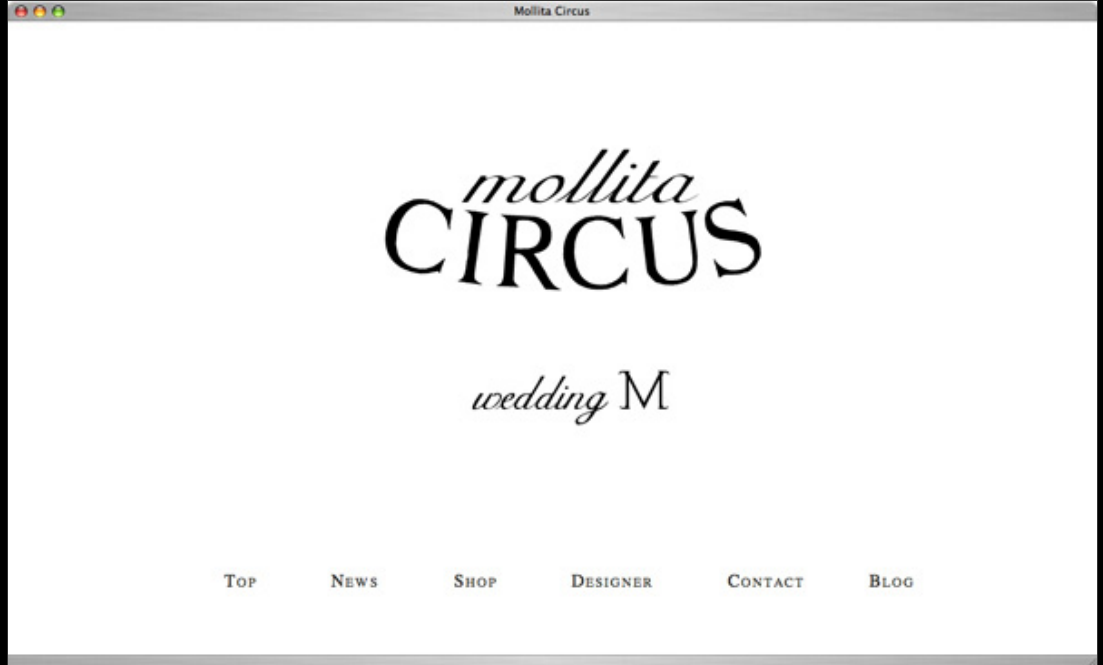 Mollita Circus
mollita
CIRCUS
wedding M
TOP NEWS SHOP DESIGNER CONTACT BLOG